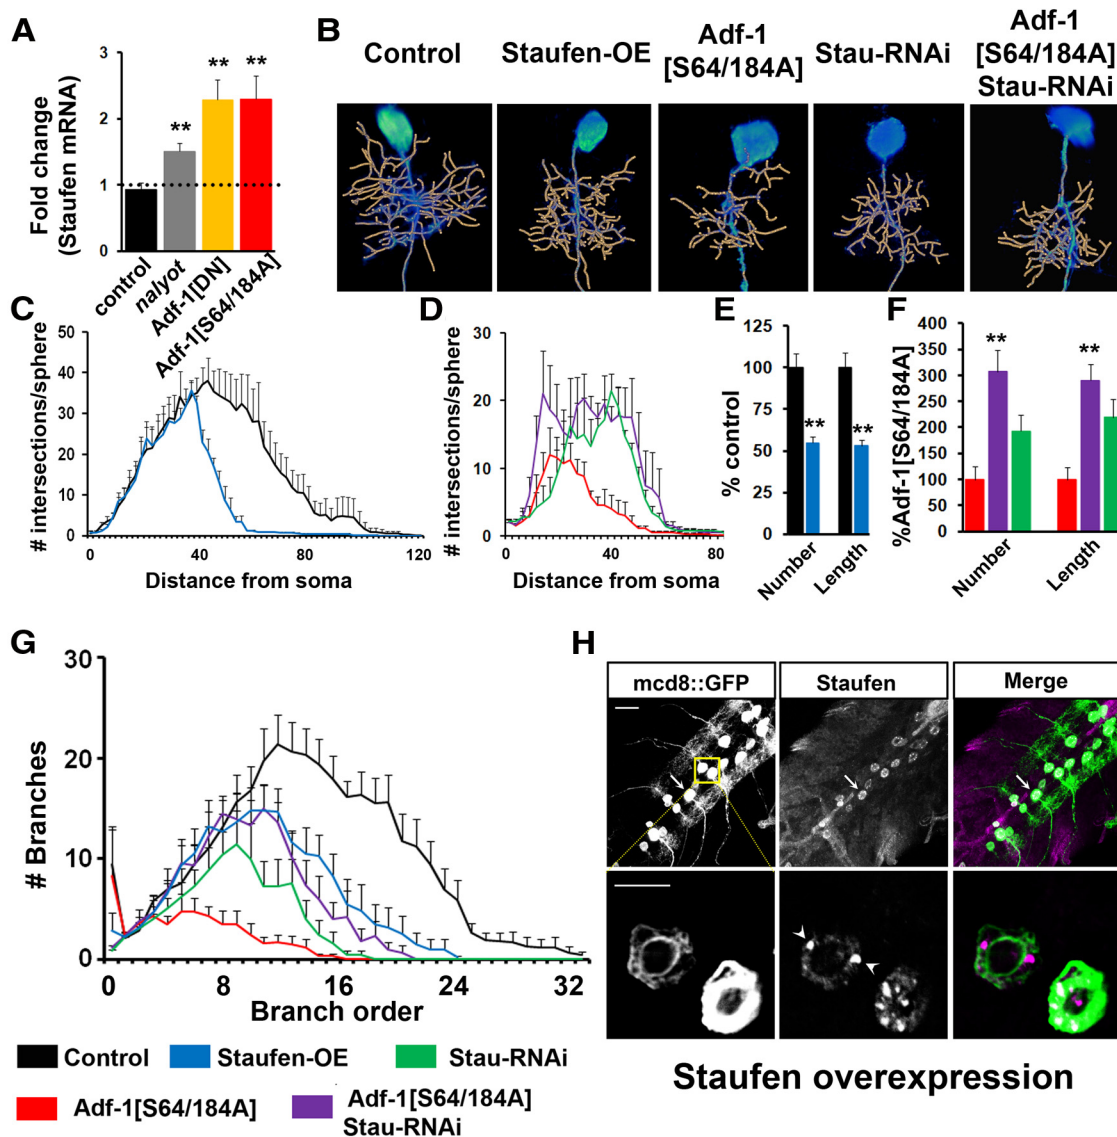 A
Fold change
(Staufen mRNA)
3
2
1
0
**
**
**
control
nalyot
Adf-1[DN]
Adf-1[S64/184A]
B
Control
Staufen-OE
Adf-1
[S64/184A]
Stau-RNAi
Adf-1
[S64/184A]
Stau-RNAi
C
# intersections/sphere
50
40
30
20
10
0
0
40
80
120
Distance from soma
D
# intersections/sphere
30
20
10
0
0
20
40
60
80
Distance from soma
E
% control
125
100
75
50
25
0
**
**
Number
Length
F
%Adf-1[S64/184A]
400
350
300
250
200
150
100
50
0
**
**
Number
Length
G
# Branches
30
20
10
0
0
8
16
24
32
Branch order
Control
Staufen-OE
Stau-RNAi
Adf-1[S64/184A]
Adf-1[S64/184A]
Stau-RNAi
H
mcd8::GFP
Staufen
Merge
Staufen overexpression